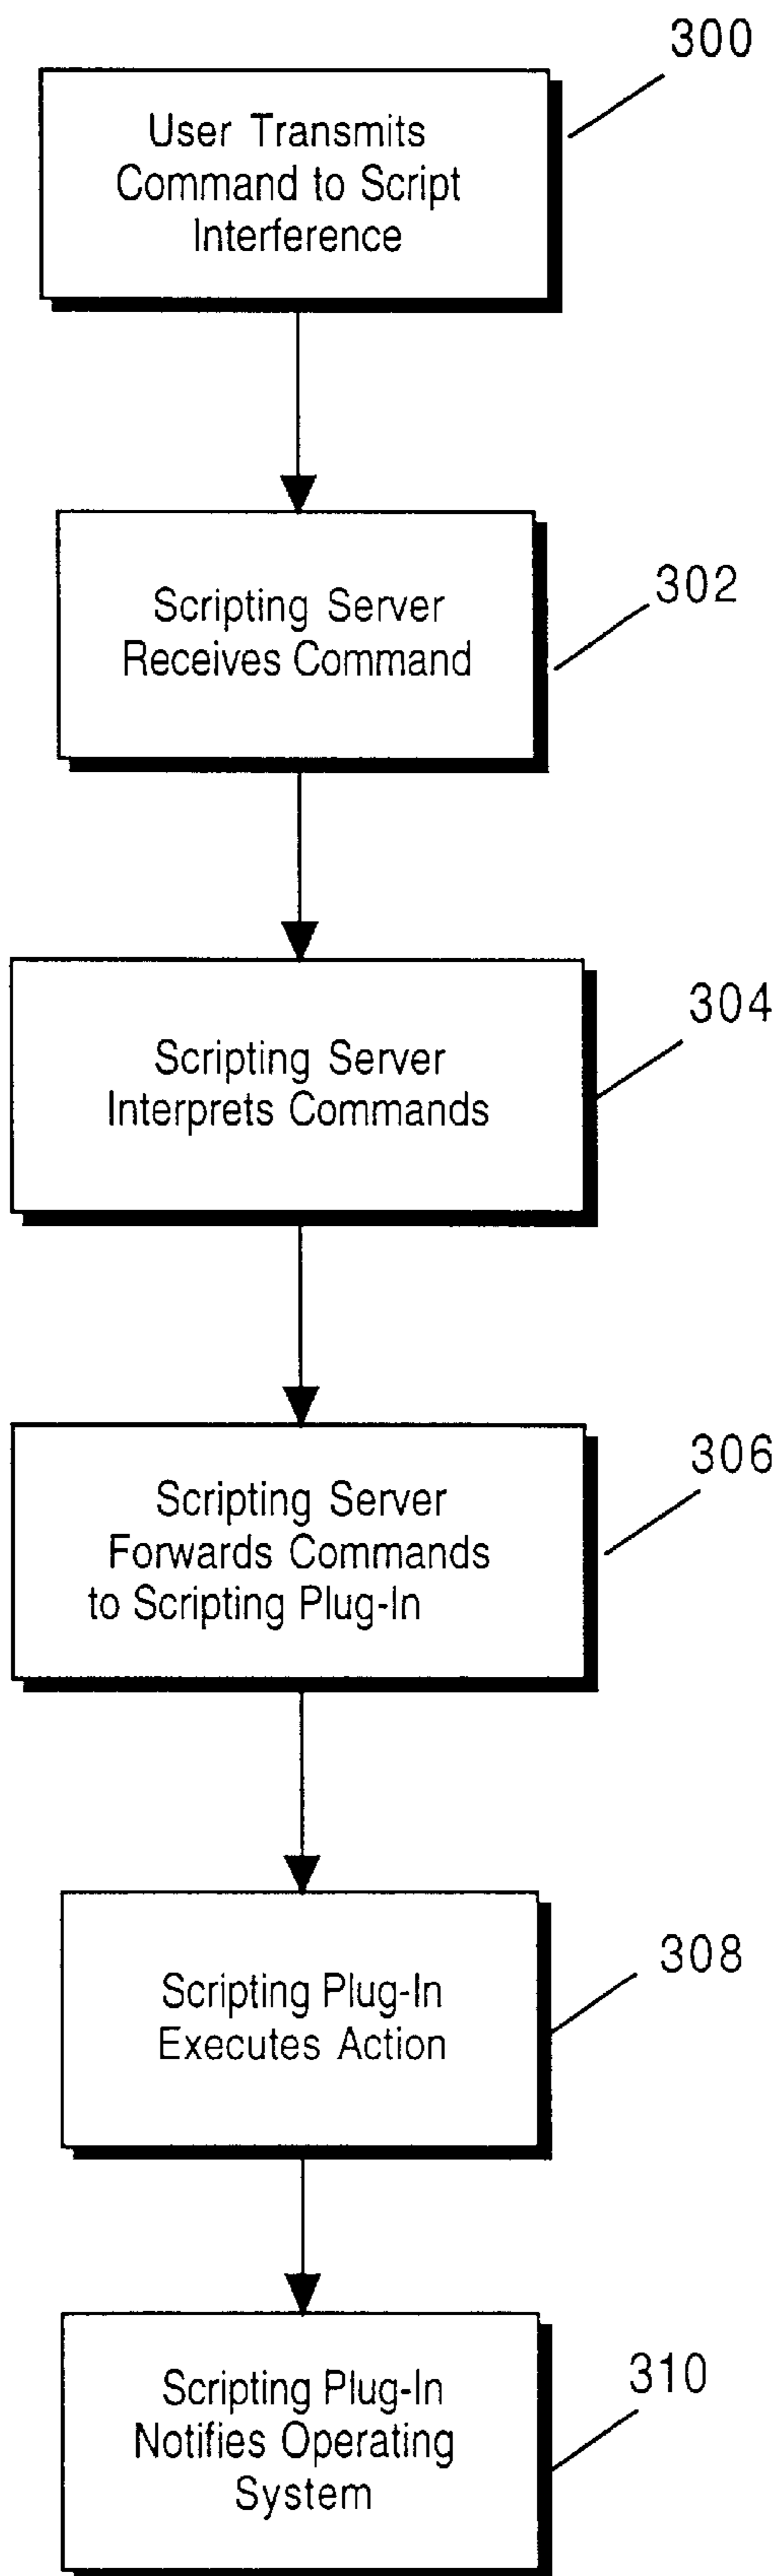 300
User Transmits
Command to Script
Interference
302
Scripting Server
Receives Command
304
Scripting Server
Interprets Commands
306
Scripting Server
Forwards Commands
to Scripting Plug-In
308
Scripting Plug-In
Executes Action
310
Scripting Plug-In
Notifies Operating
System